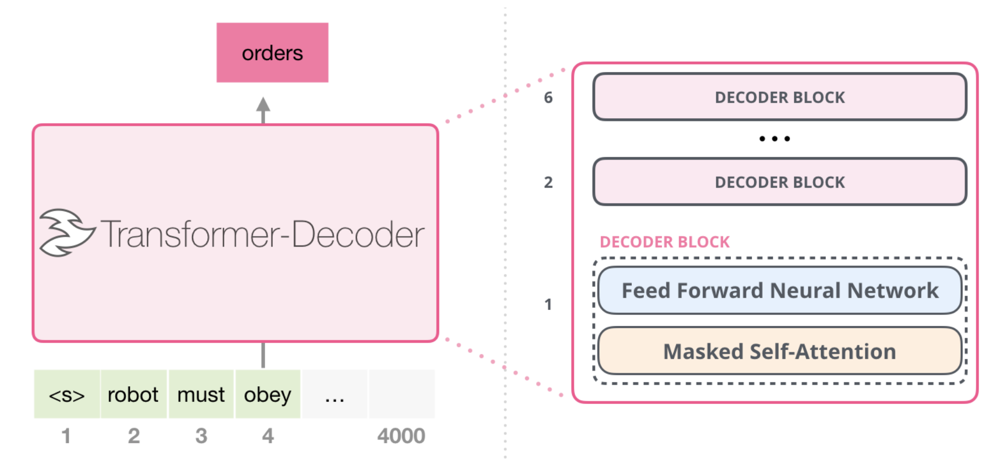 orders
Transformer-Decoder
<s> robot must obey ...
1 2 3 4 4000
6 DECODER BLOCK
...
2 DECODER BLOCK
DECODER BLOCK
Feed Forward Neural Network
1
Masked Self-Attention